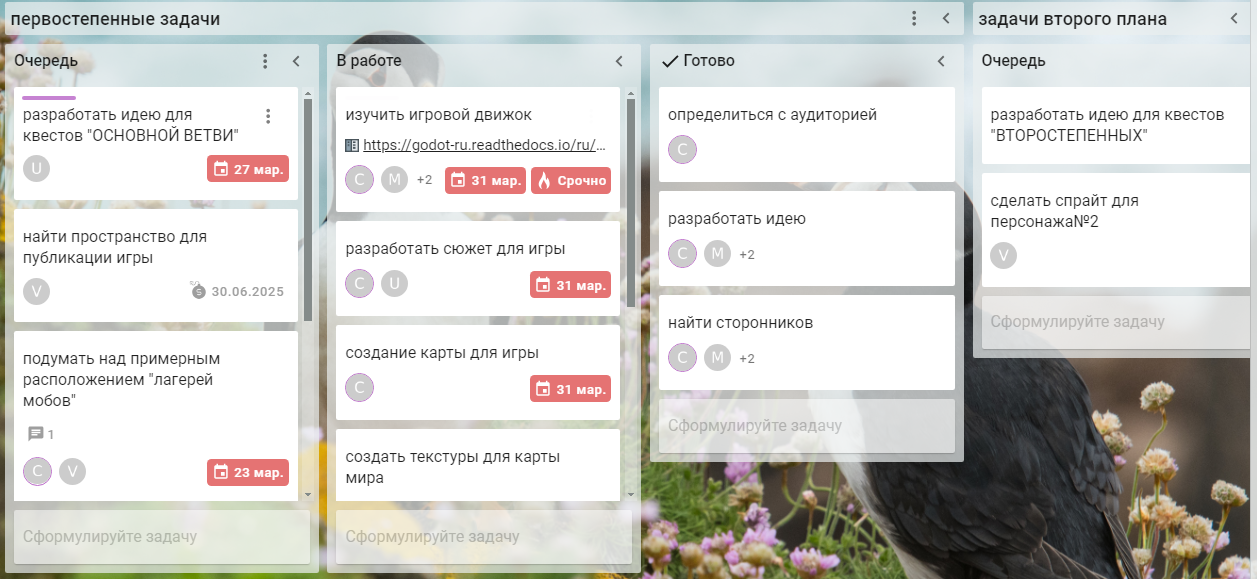 первостепенные задачи
задачи второго плана
Очередь
разработать идею для
квестов "ОСНОВНОЙ ВЕТВИ"
U
27 мар.
найти пространство для
публикации игры
V
30.06.2025
подумать над примерным
расположением "лагерей
мобов"
1
C V
23 мар.
Сформулируйте задачу
В работе
изучить игровой движок
https://godot-ru.readthedocs.io/ru/...
C M +2 31 мар. Срочно
разработать сюжет для игры
C U
31 мар.
создание карты для игры
C
31 мар.
создать текстуры для карты
мира
Сформулируйте задачу
Готово
определиться с аудиторией
C
разработать идею
C M +2
найти сторонников
C M +2
Сформулируйте задачу
Очередь
разработать идею для квестов
"ВТОРОСТЕПЕННЫХ"
сделать спрайт для
персонажа№2
V
Сформулируйте задачу